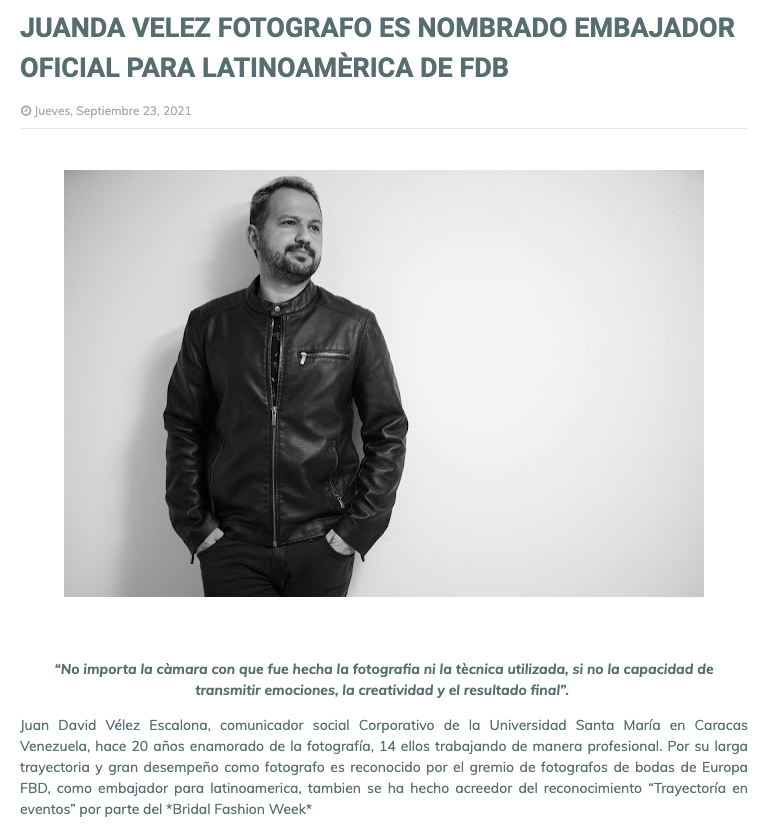 JUANDA VELEZ FOTOGRAFO ES NOMBRADO EMBAJADOR
OFICIAL PARA LATINOAMÈRICA DE FDB
Jueves, Septiembre 23, 2021
“No importa la càmara con que fue hecha la fotografia ni la tècnica utilizada, si no la capacidad de
transmitir emociones, la creatividad y el resultado final”.
Juan David Vélez Escalona, comunicador social Corporativo de la Universidad Santa María en Caracas
Venezuela, hace 20 años enamorado de la fotografía, 14 ellos trabajando de manera profesional. Por su larga
trayectoria y gran desempeño como fotografo es reconocido por el gremio de fotografos de bodas de Europa
FBD, como embajador para latinoamerica, tambien se ha hecho acreedor del reconocimiento “Trayectoría en
eventos” por parte del *Bridal Fashion Week*